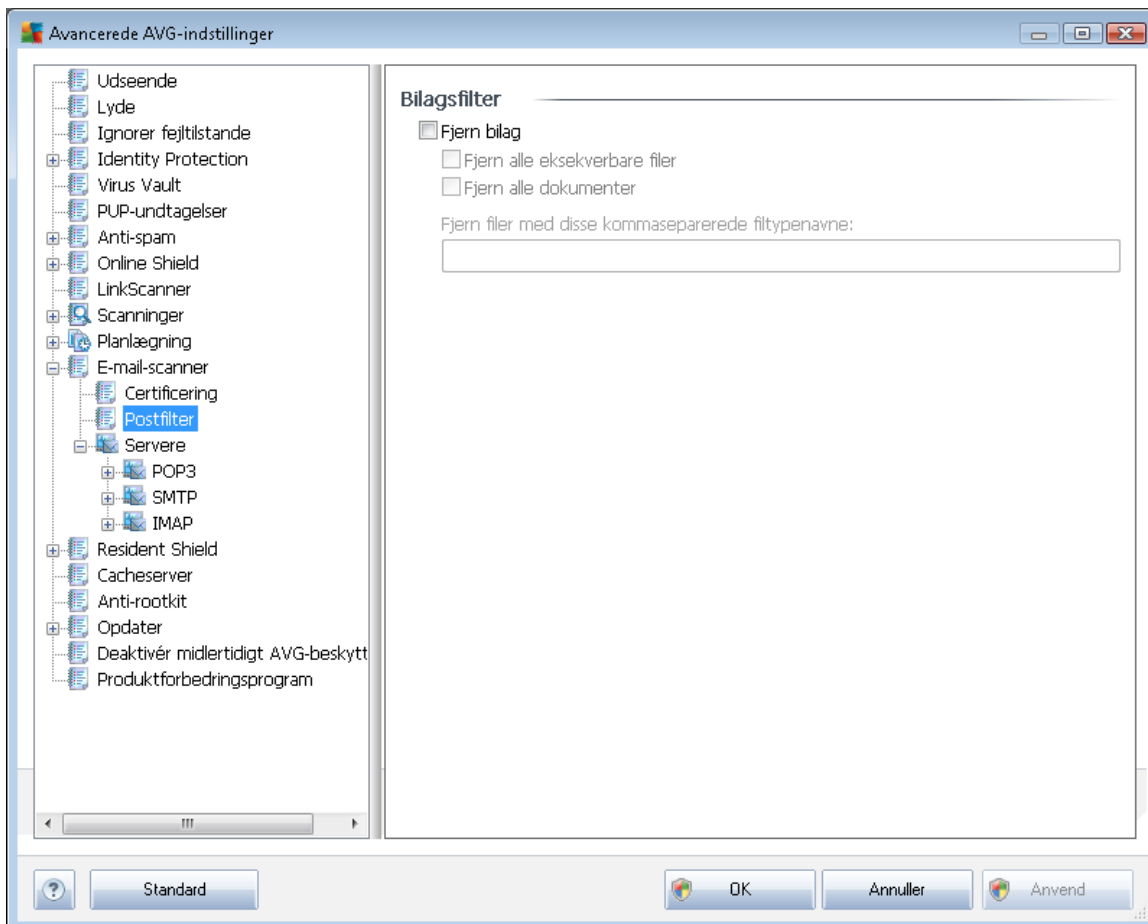 Avancerede AVG-indstillinger
Udseende
Lyde
Ignorer fejltilstande
Identity Protection
Virus Vault
PUP-undtagelser
Anti-spam
Online Shield
LinkScanner
Scanninger
Planlægning
E-mail-scanner
Certificering
Postfilter
Servere
POP3
SMTP
IMAP
Resident Shield
Cacheserver
Anti-rootkit
Opdater
Deaktivér midlertidigt AVG-beskytt
Produktforbedringsprogram
Bilagsfilter
Fjern bilag
Fjern alle eksekverbare filer
Fjern alle dokumenter
Fjern filer med disse kommaseparerede filtypenavne:
?
Standard
OK
Annuller
Anvend